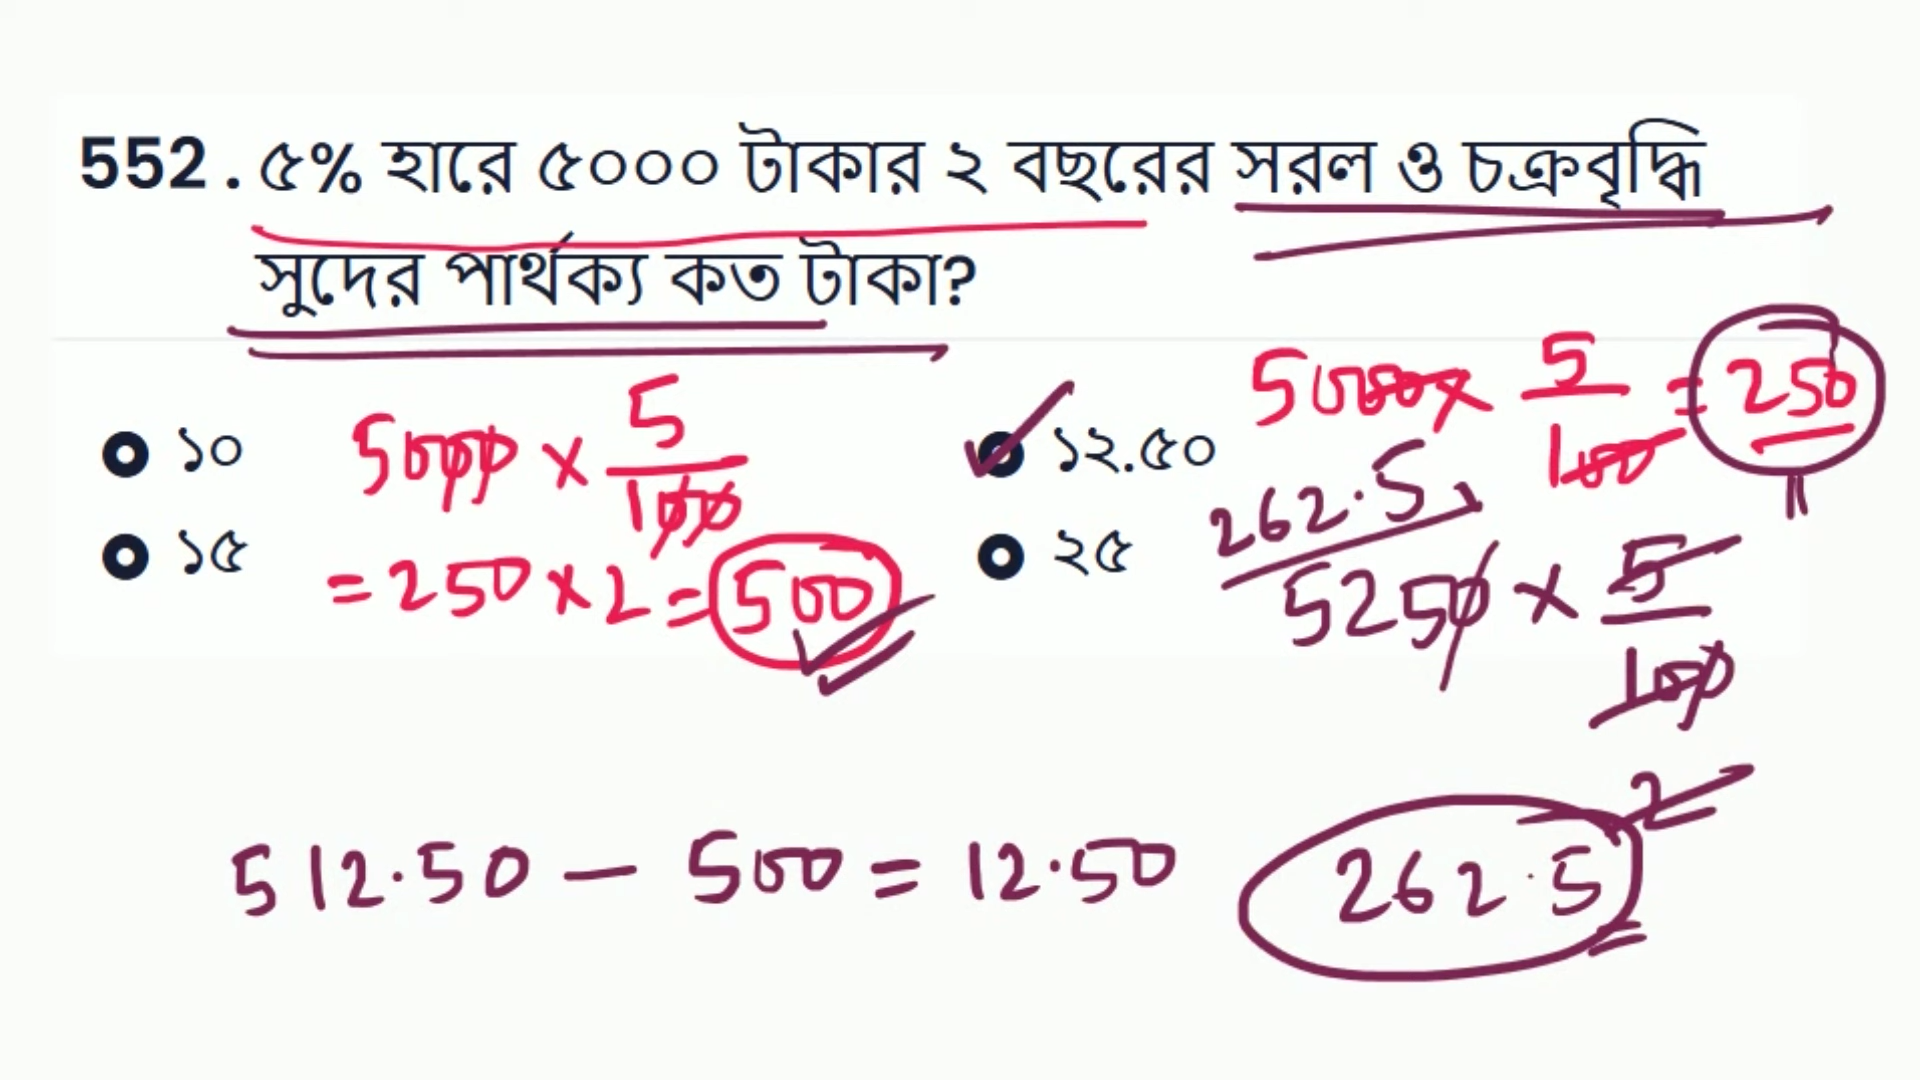 552. ৫% হারে ৫০০০ টাকার ২ বছরের সরল ও চক্রবৃদ্ধি
সুদের পার্থক্য কত টাকা?
১০
১২.৫০
১৫
২৫
5000 × 5/100
= 250 × 2 = 500
5000 × 5/100 = 250
262.5
5250 × 5/100
2
262.5
512.50 — 500 = 12.50